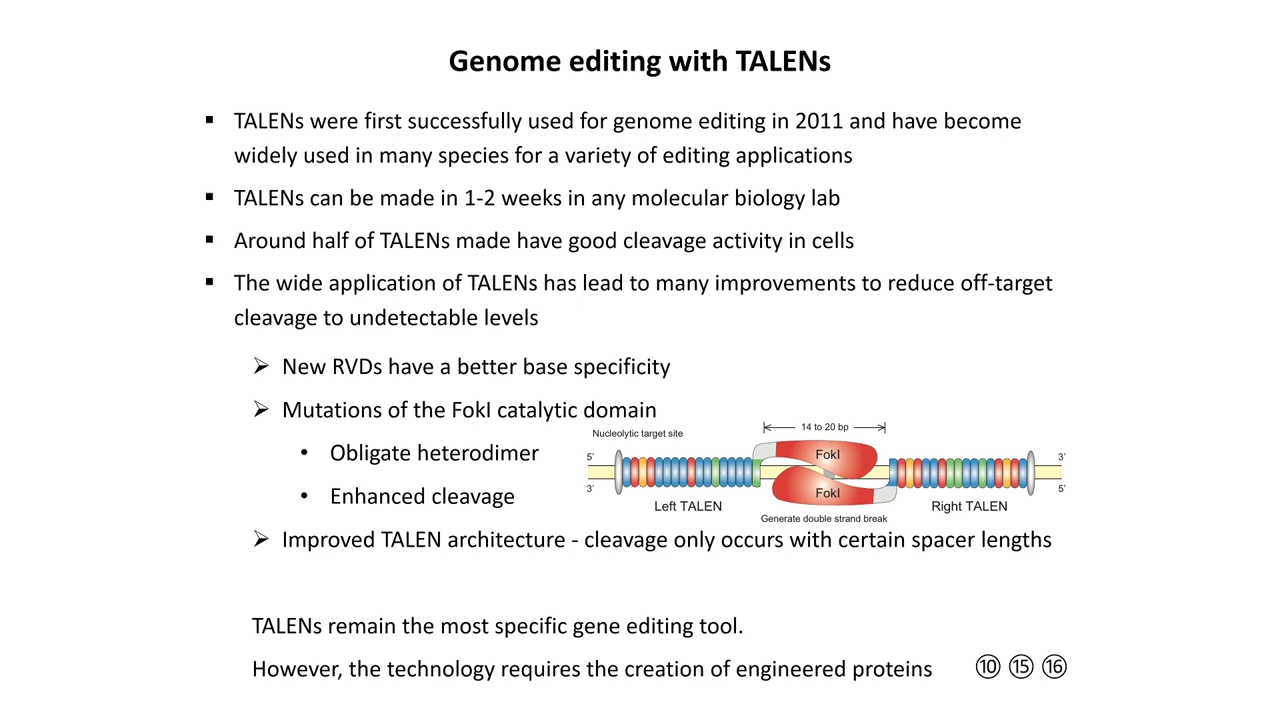 Genome editing with TALENs
▪ TALENs were first successfully used for genome editing in 2011 and have become
widely used in many species for a variety of editing applications
▪ TALENs can be made in 1-2 weeks in any molecular biology lab
▪ Around half of TALENs made have good cleavage activity in cells
▪ The wide application of TALENs has lead to many improvements to reduce off-target
cleavage to undetectable levels
➢ New RVDs have a better base specificity
➢ Mutations of the FokI catalytic domain
• Obligate heterodimer
• Enhanced cleavage
Nucleolytic target site
14 to 20 bp
5’
3’
FokI
3’
5’
FokI
Left TALEN
Right TALEN
Generate double strand break
➢ Improved TALEN architecture - cleavage only occurs with certain spacer lengths
TALENs remain the most specific gene editing tool.
However, the technology requires the creation of engineered proteins
⑩ ⑮ ⑯